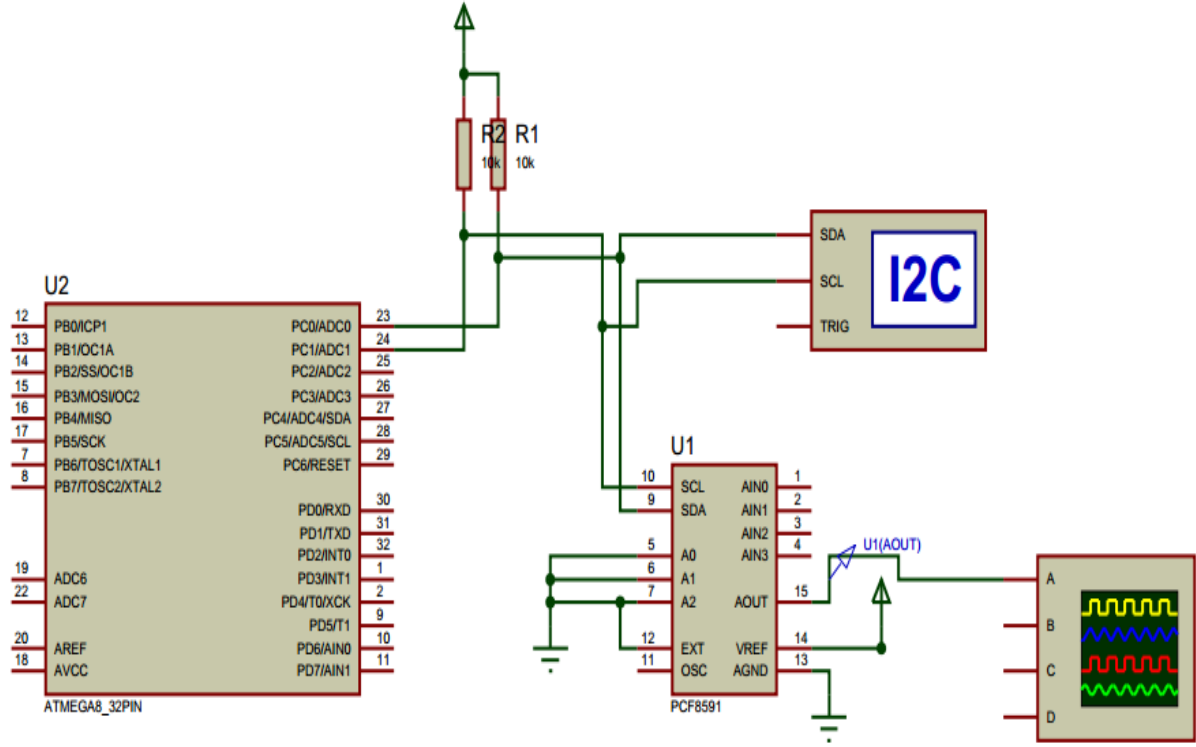 R2 R1
10k 10k
U2
12 PB0/ICP1 PC0/ADC0 23
13 PB1/OC1A PC1/ADC1 24
14 PB2/SS/OC1B PC2/ADC2 25
15 PB3/MOSI/OC2 PC3/ADC3 26
16 PB4/MISO PC4/ADC4/SDA 27
17 PB5/SCK PC5/ADC5/SCL 28
7 PB6/TOSC1/XTAL1 PC6/RESET 29
8 PB7/TOSC2/XTAL2
PD0/RXD 30
PD1/TXD 31
PD2/INT0 32
19 ADC6 PD3/INT1 1
22 ADC7 PD4/T0/XCK 2
PD5/T1 9
20 AREF PD6/AIN0 10
18 AVCC PD7/AIN1 11
ATMEGA8_32PIN
SDA
SCL
TRIG
I2C
U1
10 SCL AIN0 1
9 SDA AIN1 2
AIN2 3
5 A0 AIN3 4
6 A1
7 A2 AOUT 15
12 EXT VREF 14
11 OSC AGND 13
PCF8591
U1(AOUT)
A
B
C
D